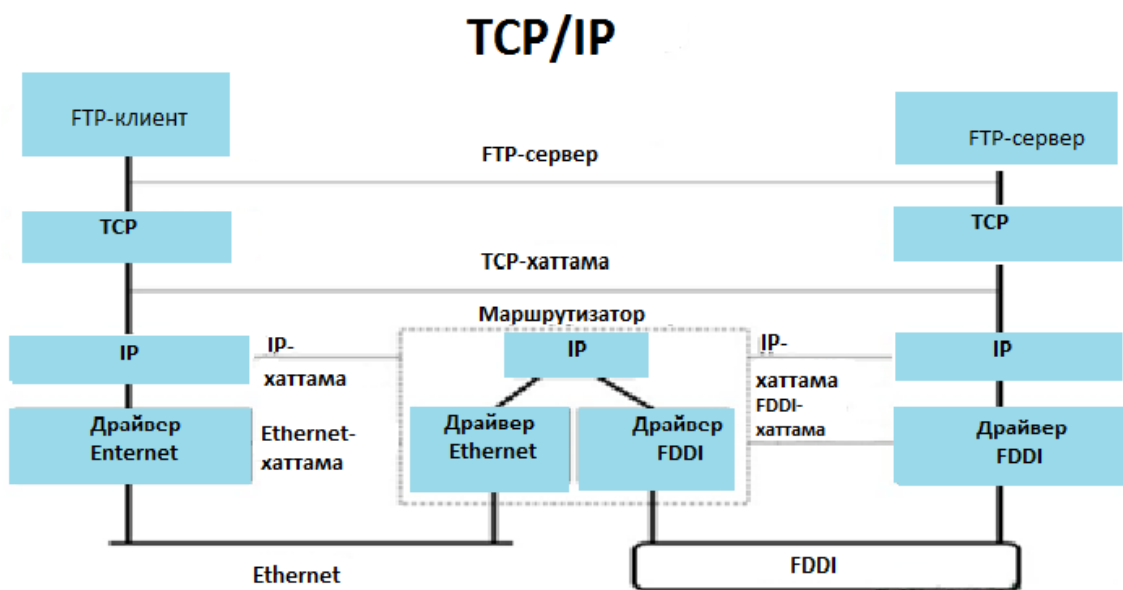 TCP/IP
FTP-клиент
FTP-сервер
FTP-сервер
TCP
TCP
TCP-хаттама
Маршрутизатор
IP
IP-
хаттама
IP
IP-
хаттама
IP
Драйвер
Enternet
Ethernet-
хаттама
Драйвер
Ethernet
Драйвер
FDDI
FDDI-
хаттама
Драйвер
FDDI
Ethernet
FDDI